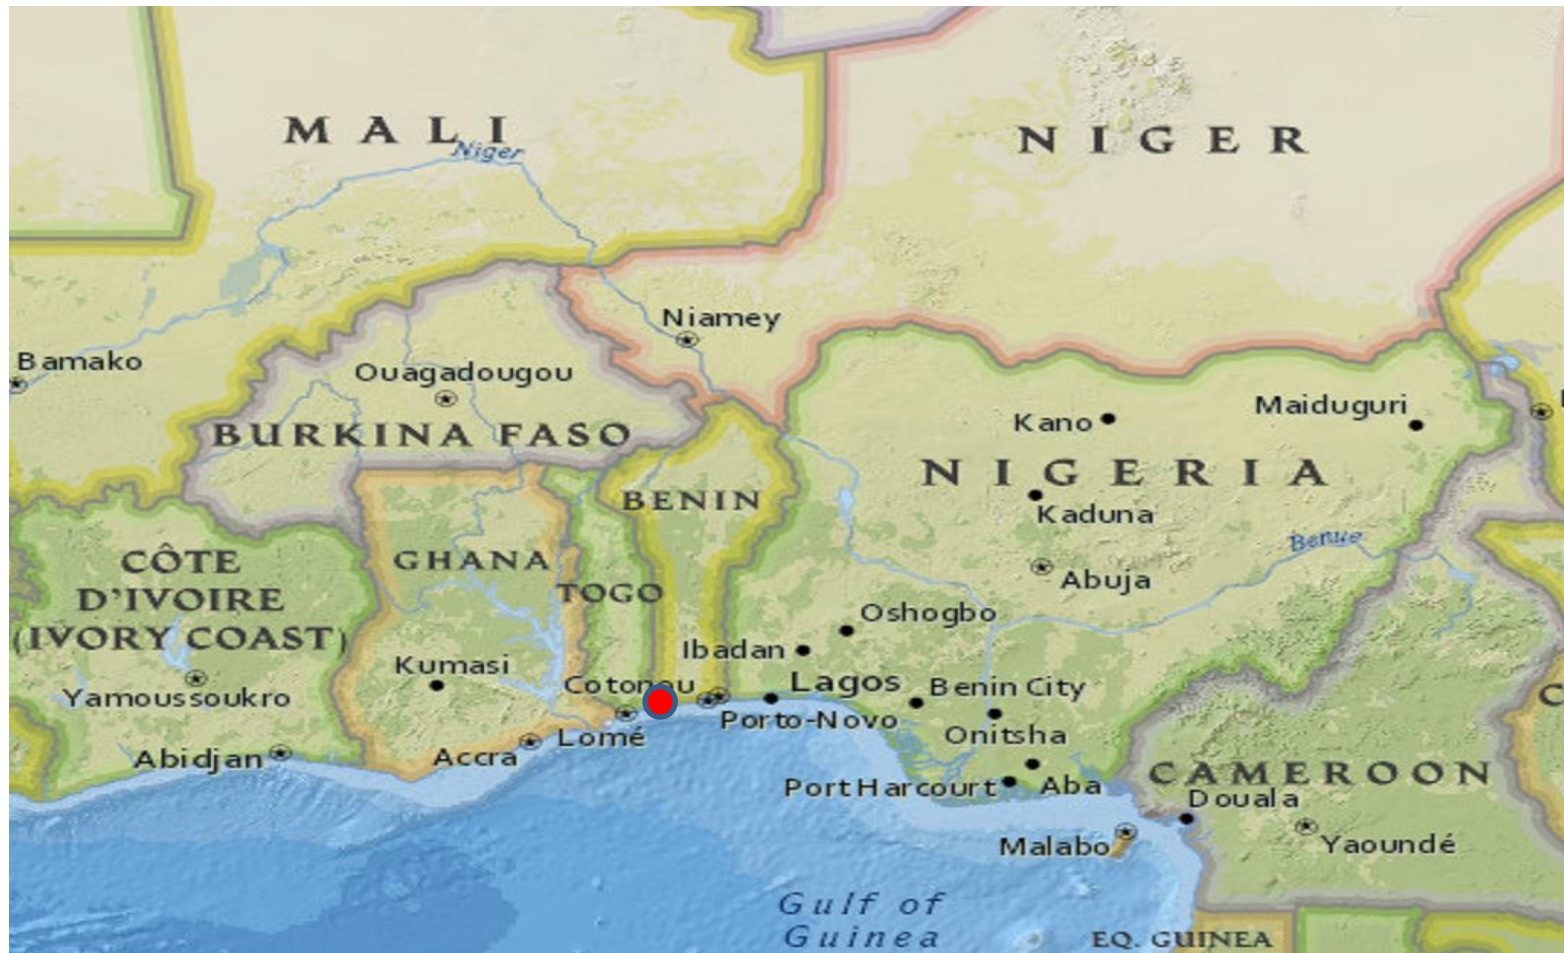 MALI
Niger
NIGER
Niamey
Bamako
Ouagadougou
BURKINA FASO
Kano
Maiduguri
NIGERIA
BENIN
Kaduna
Benue
CÔTE
D'IVOIRE
(IVORY COAST)
GHANA
TOGO
Abuja
Oshogbo
Ibadan
Kumasi
Yamoussoukro
Cotonou
Lagos
Benin City
Porto-Novo
Onitsha
Lomé
Accra
Abidjan
Port Harcourt
Aba
CAMEROON
Douala
Malabo
Yaoundé
Gulf of
Guinea
EQ. GUINEA
C